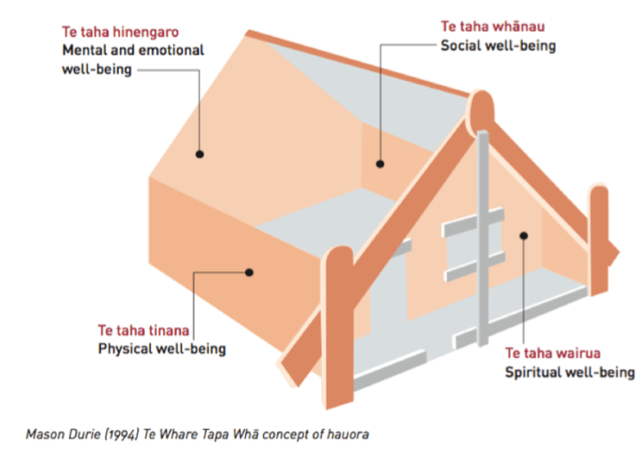 Te taha hinengaro
Mental and emotional
well-being
Te taha whānau
Social well-being
Te taha tinana
Physical well-being
Te taha wairua
Spiritual well-being
Mason Durie (1994) Te Whare Tapa Whā concept of hauora